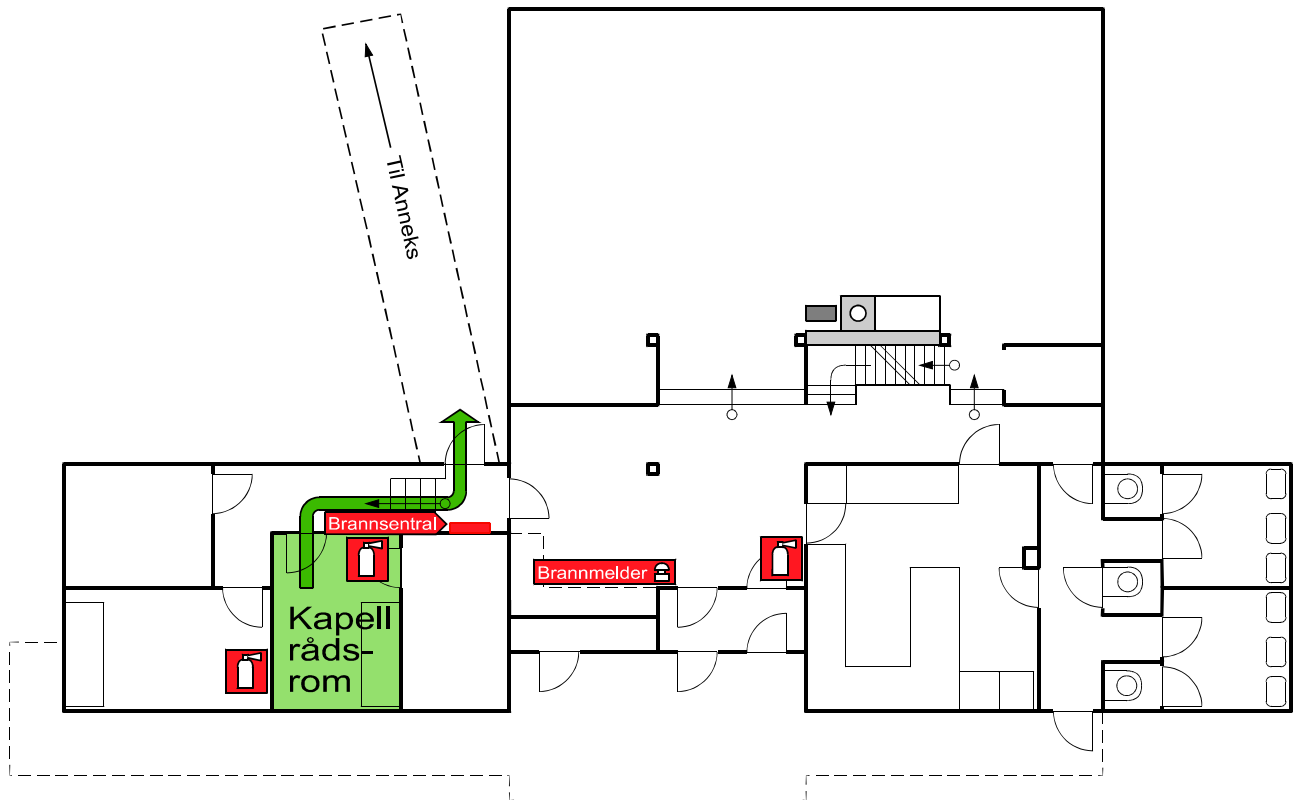 Til Anneks
Brannsentral
Brannmelder
Kapell
råds-
rom